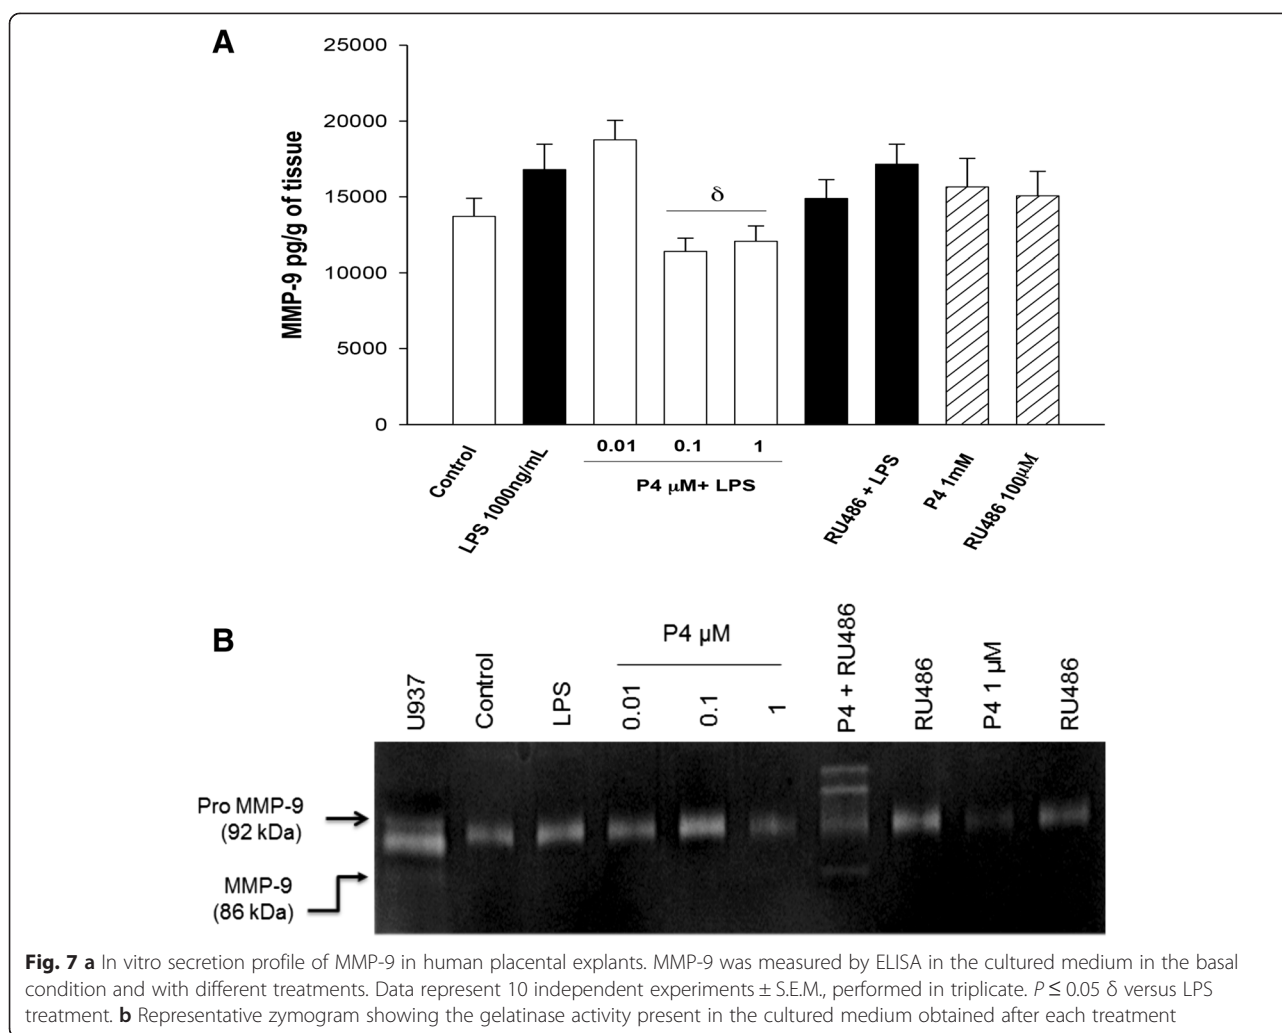 A
25000
20000
15000
10000
5000
0
MMP-9 pg/g of tissue
δ
Control
LPS 1000ng/mL
0.01 0.1 1
P4 μM+ LPS
RU486 + LPS
P4 1mM
RU486 100μM
B
U937
Control
LPS
P4 μM
0.01
0.1
1
P4 + RU486
RU486
P4 1 μM
RU486
Pro MMP-9
(92 kDa)
MMP-9
(86 kDa)
Fig. 7 a In vitro secretion profile of MMP-9 in human placental explants. MMP-9 was measured by ELISA in the cultured medium in the basal
condition and with different treatments. Data represent 10 independent experiments ± S.E.M., performed in triplicate. P ≤ 0.05 δ versus LPS
treatment. b Representative zymogram showing the gelatinase activity present in the cultured medium obtained after each treatment